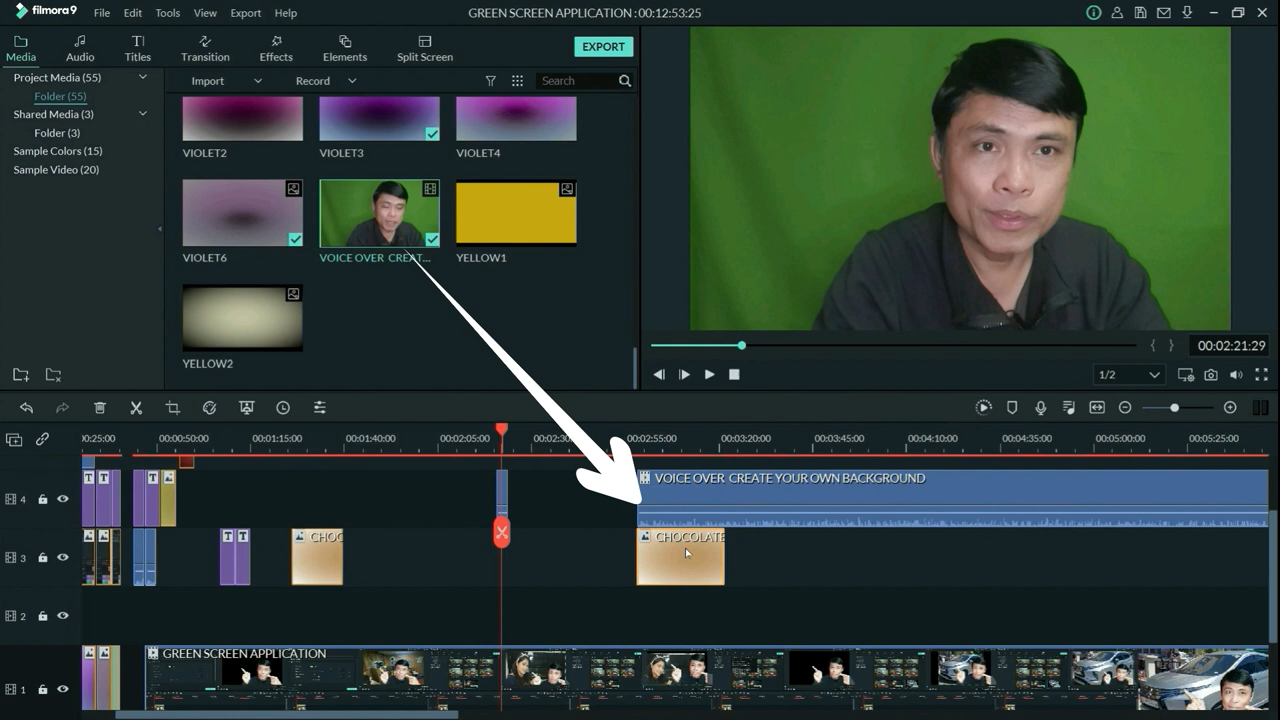 filmora9 File Edit Tools View Export Help GREEN SCREEN APPLICATION : 00:12:53:25
Media Audio Titles Transition Effects Elements Split Screen EXPORT
Project Media (55) Import Record Search
Folder (55)
Shared Media (3)
Folder (3)
Sample Colors (15)
Sample Video (20)
VIOLET2 VIOLET3 VIOLET4
VIOLET6 VOICE OVER CREAT... YELLOW1
YELLOW2
00:02:21:29
1/2
00:00:50:00 00:01:15:00 00:01:40:00 00:02:05:00 00:02:30:00 00:02:55:00 00:03:20:00 00:03:45:00 00:04:10:00 00:04:35:00 00:05:00:00 00:05:25:00
T T T VOICE OVER CREATE YOUR OWN BACKGROUND
4
T T CHOC CHOCOLATE
3
2
GREEN SCREEN APPLICATION
1